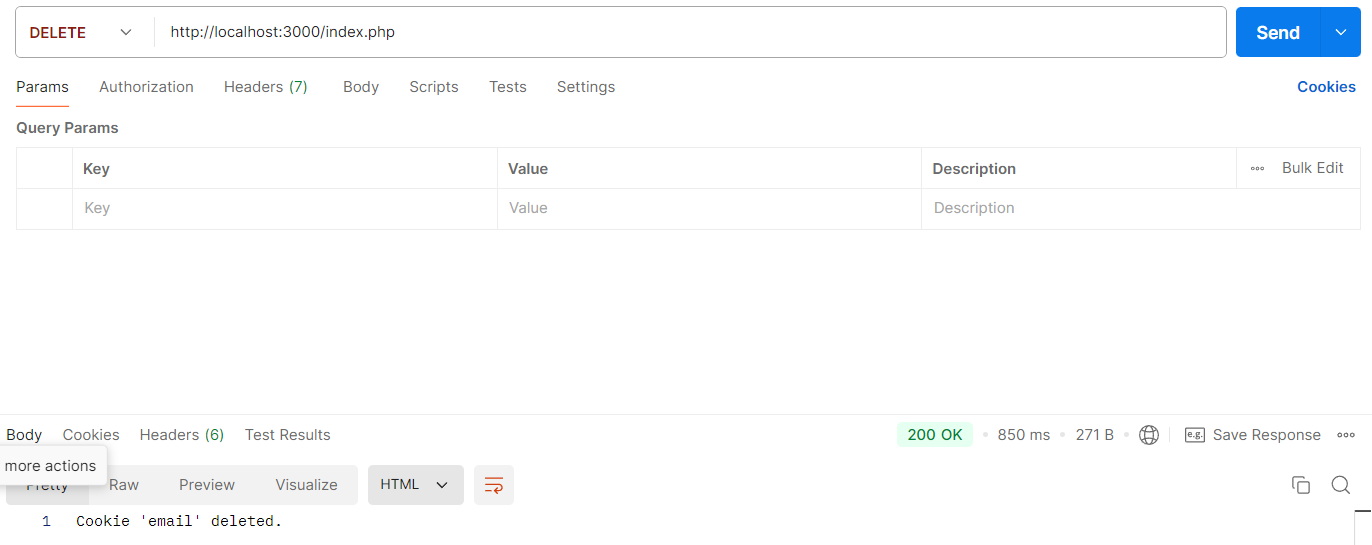 DELETE http://localhost:3000/index.php Send
Params Authorization Headers (7) Body Scripts Tests Settings Cookies
Query Params
Key Value Description Bulk Edit
Key Value Description
Body Cookies Headers (6) Test Results 200 OK 850 ms 271 B e.g. Save Response
more actions
Pretty Raw Preview Visualize HTML
1 Cookie 'email' deleted.